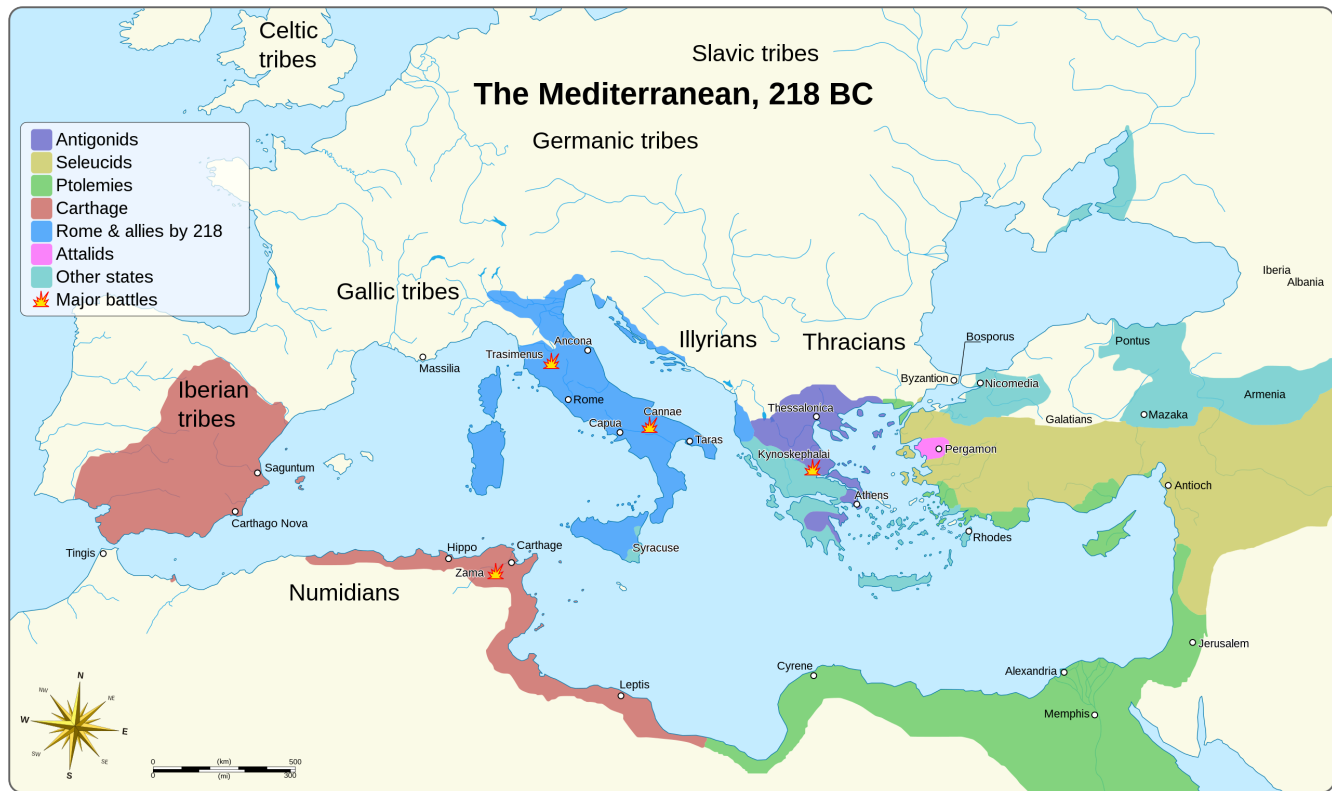 Celtic
tribes
Slavic tribes
The Mediterranean, 218 BC
Germanic tribes
Antigonids
Seleucids
Ptolemies
Carthage
Rome & allies by 218
Attalids
Other states
Major battles
Iberia
Albania
Gallic tribes
Illyrians
Thracians
Bosporus
Pontus
Ancona
Trasimenus
Massilia
Byzantion
Nicomedia
Armenia
Iberian
tribes
Rome
Cannae
Capua
Taras
Thessalonica
Galatians
Mazaka
Kynoskephalai
Pergamon
Saguntum
Antioch
Athens
Carthago Nova
Rhodes
Tingis
Hippo
Carthage
Syracuse
Zama
Numidians
Jerusalem
Cyrene
Alexandria
Leptis
Memphis
N
NW
NE
W
E
SW
SE
S
0 (km) 500
0 (mi) 300